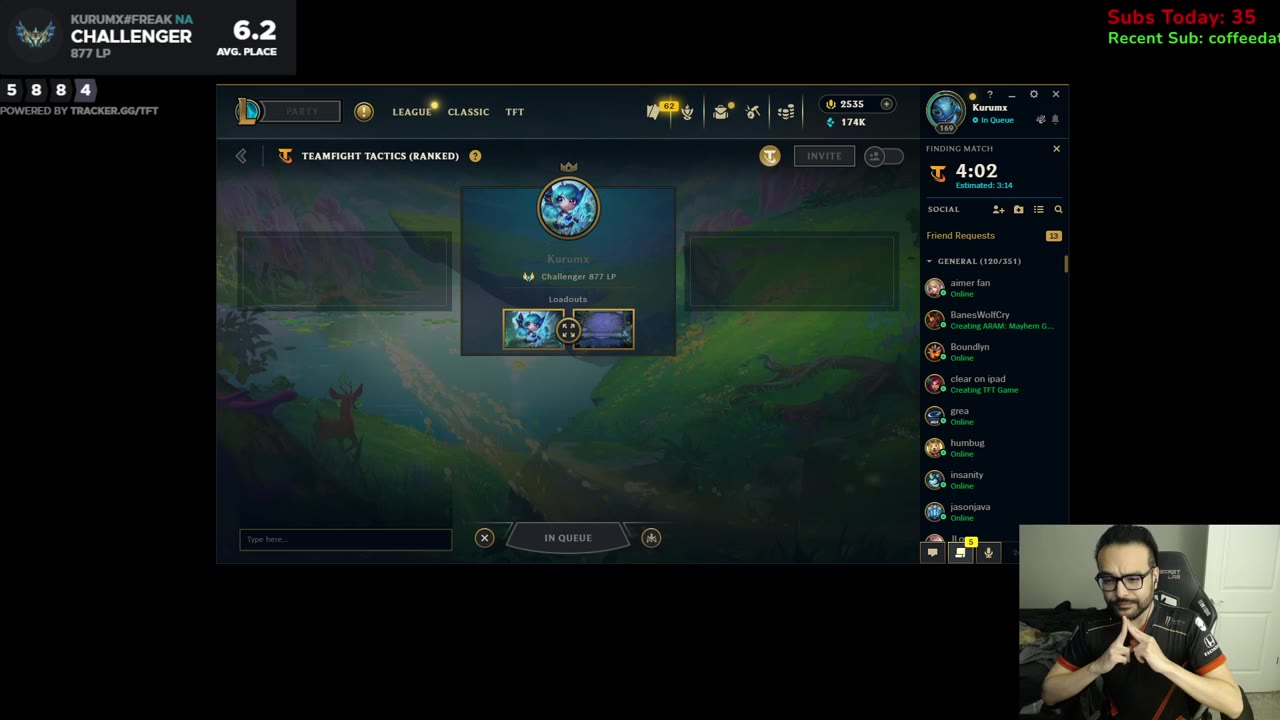 KURUMX#FREAK NA
CHALLENGER
877 LP
6.2
AVG. PLACE
5 8 8 4
POWERED BY TRACKER.GG/TFT
Subs Today: 35
Recent Sub: coffeedat
PARTY
LEAGUE
CLASSIC
TFT
62
2535
174K
169
Kurumx
In Queue
TEAMFIGHT TACTICS (RANKED)
INVITE
FINDING MATCH
4:02
Estimated: 3:14
SOCIAL
Friend Requests
13
GENERAL (120/351)
aimer fan
Online
BanesWolfCry
Creating ARAM: Mayhem G...
Boundlyn
Online
clear on ipad
Creating TFT Game
grea
Online
humbug
Online
insanity
Online
jasonjava
Online
Kurumx
Challenger 877 LP
Loadouts
Type here...
IN QUEUE
5